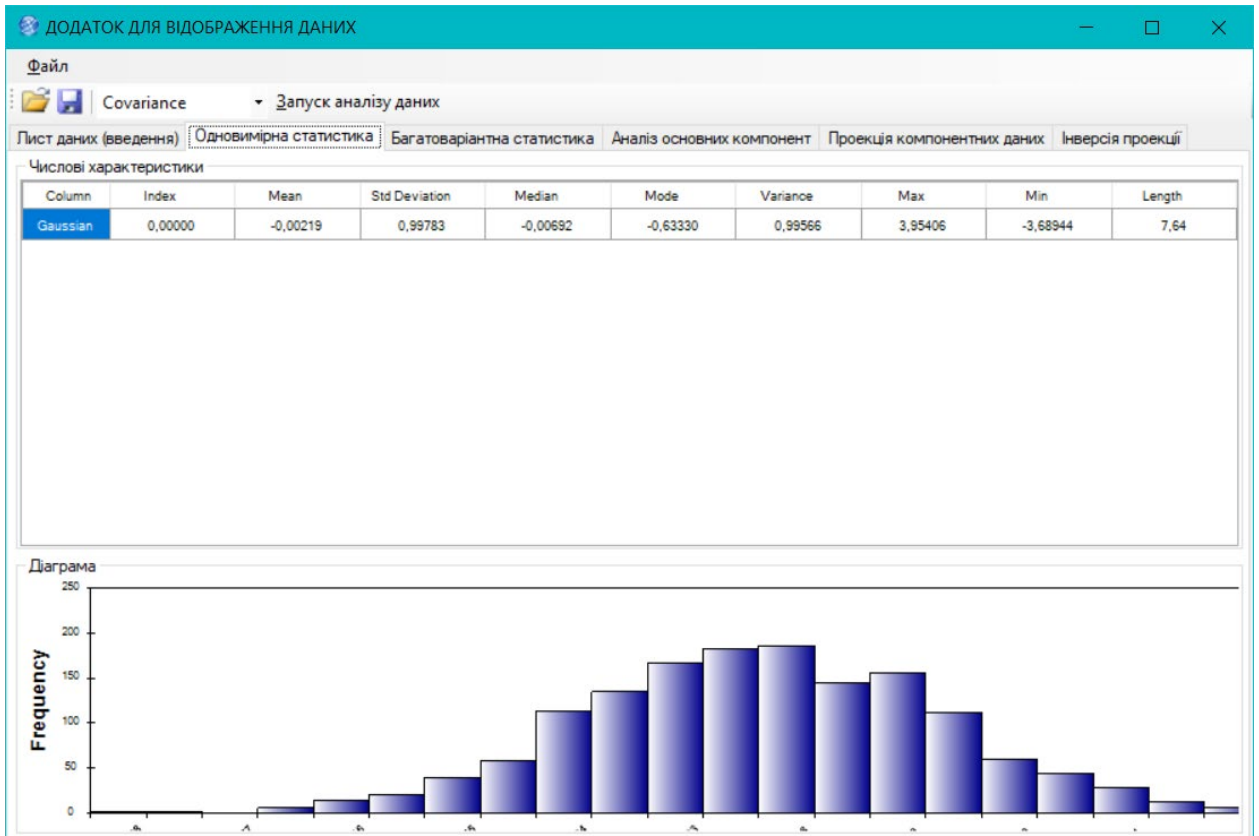 ДОДАТОК ДЛЯ ВІДОБРАЖЕННЯ ДАНИХ
Файл
Covariance Запуск аналізу даних
Лист даних (введення) Одновимірна статистика Багатоваріантна статистика Аналіз основних компонент Проекція компонентних даних Інверсія проекції
Числові характеристики
Column Index Mean Std Deviation Median Mode Variance Max Min Length
Gaussian 0,00000 -0,00219 0,99783 -0,00692 -0,63330 0,99566 3,95406 -3,68944 7,64
Діаграма
250
200
150
100
50
0
Frequency